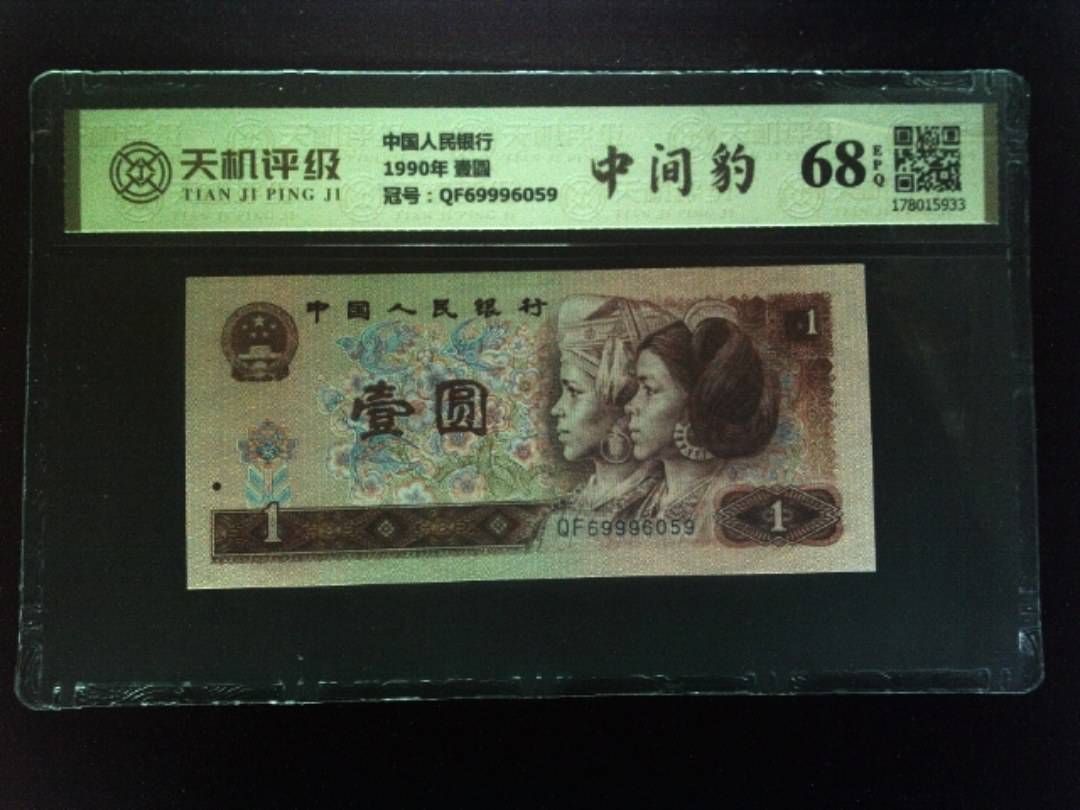 天机评级
TIAN JI PING JI
中国人民银行
1990年 壹圆
冠号：QF69996059
中间豹
68
EPQ
178015933
中国人民银行
1
壹圆
1
QF69996059
1